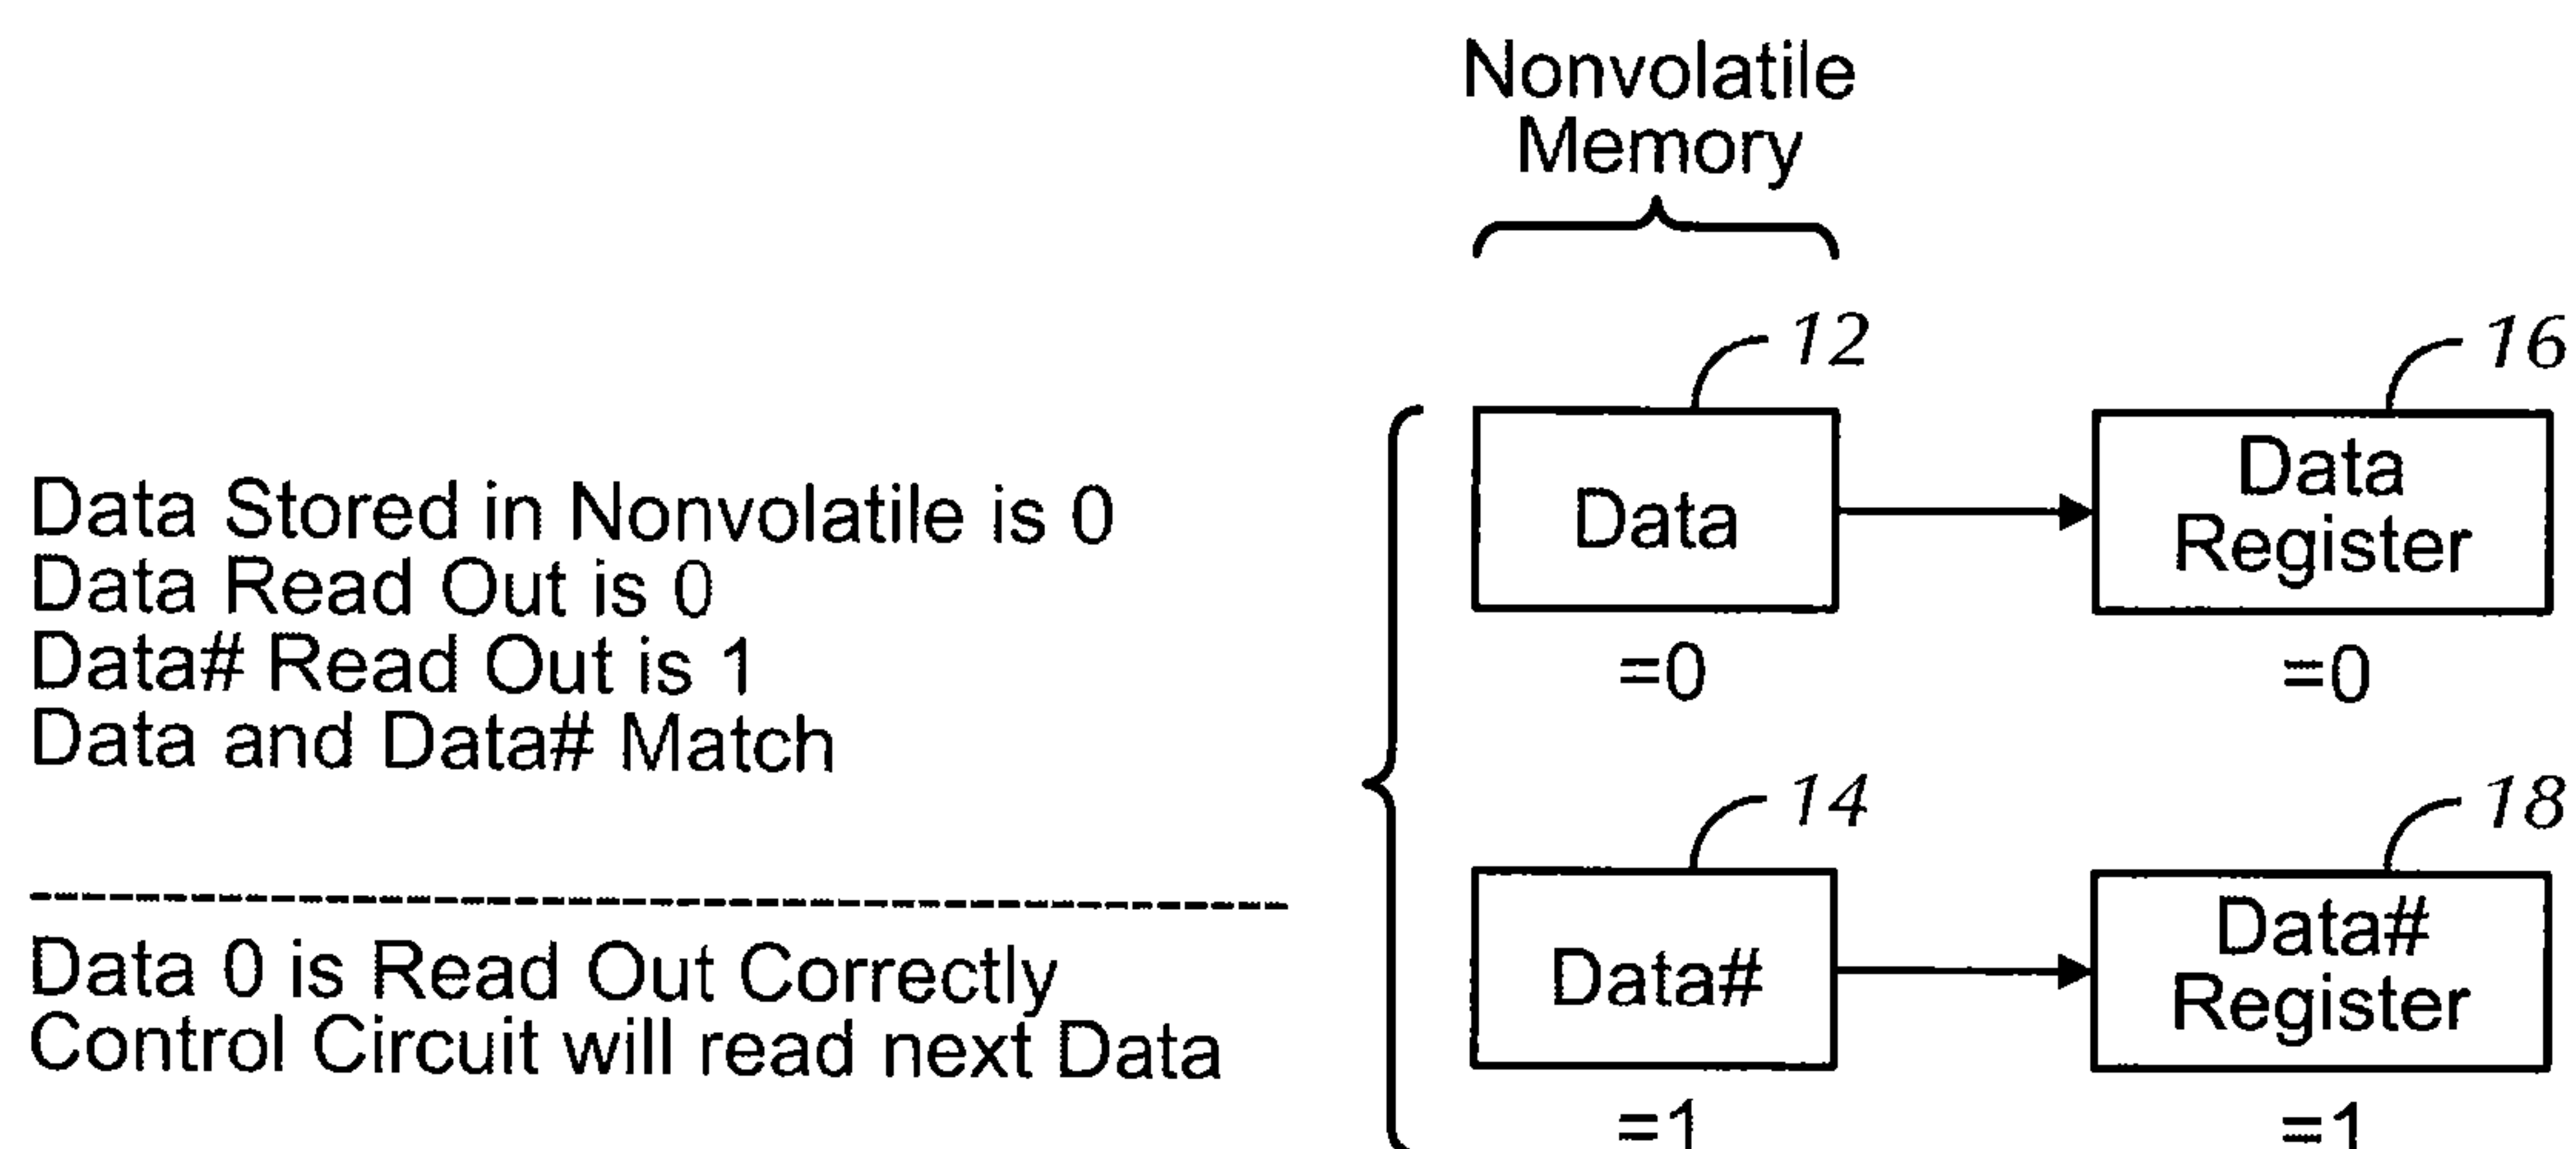 Nonvolatile
Memory
12
16
Data Stored in Nonvolatile is 0
Data Read Out is 0
Data# Read Out is 1
Data and Data# Match
Data
Data
Register
=0
=0
14
18
Data 0 is Read Out Correctly
Control Circuit will read next Data
Data#
Data#
Register
=1
=1